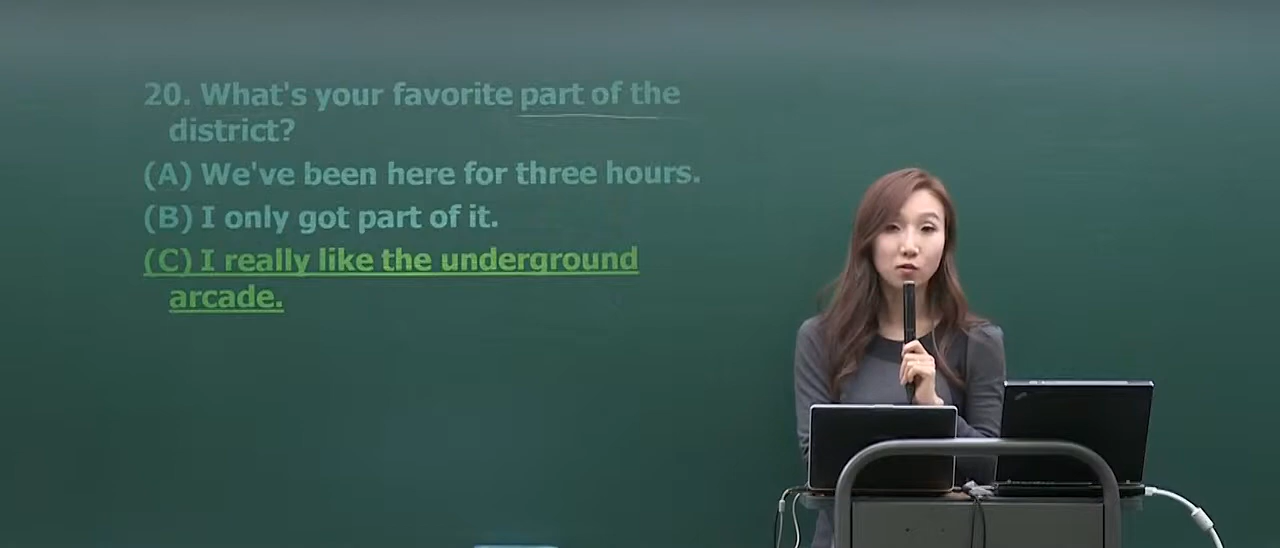 20. What's your favorite part of the
district?
(A) We've been here for three hours.
(B) I only got part of it.
(C) I really like the underground
arcade.